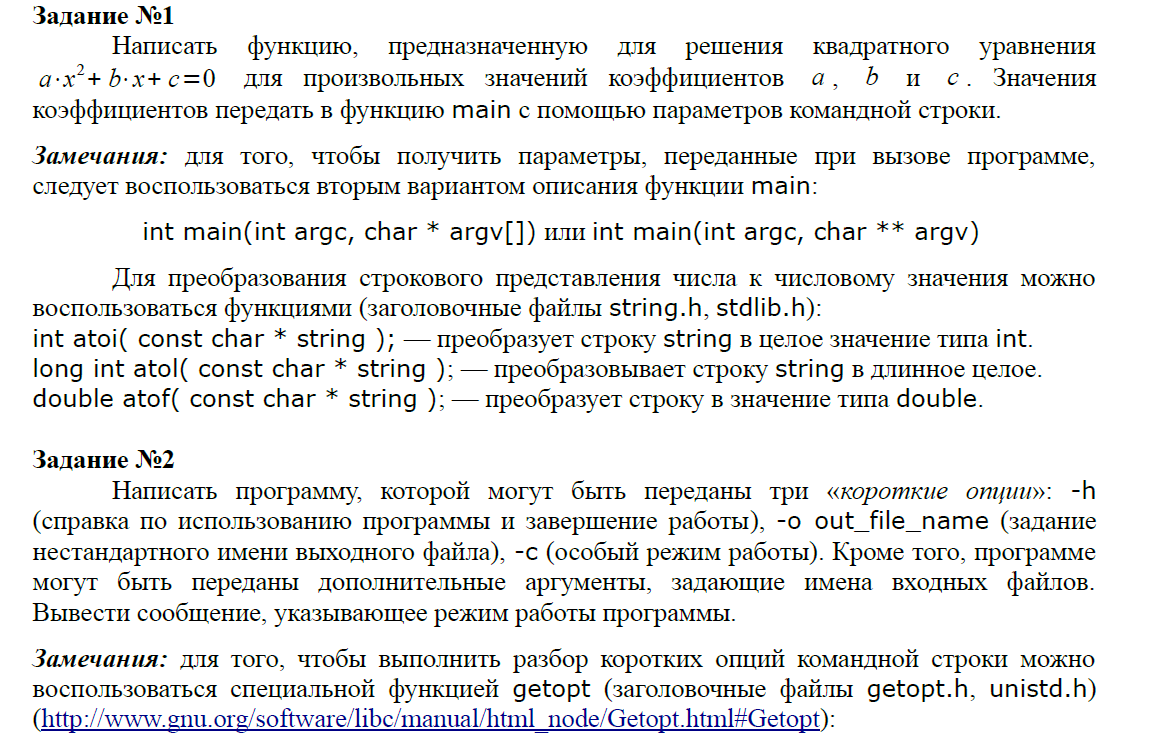 Задание №1
Написать функцию, предназначенную для решения квадратного уравнения
a·x²+b·x+c=0 для произвольных значений коэффициентов a, b и c. Значения
коэффициентов передать в функцию main с помощью параметров командной строки.
Замечания: для того, чтобы получить параметры, переданные при вызове программе,
следует воспользоваться вторым вариантом описания функции main:
int main(int argc, char * argv[]) или int main(int argc, char ** argv)
Для преобразования строкового представления числа к числовому значения можно
воспользоваться функциями (заголовочные файлы string.h, stdlib.h):
int atoi( const char * string ); — преобразует строку string в целое значение типа int.
long int atol( const char * string ); — преобразовывает строку string в длинное целое.
double atof( const char * string ); — преобразует строку в значение типа double.
Задание №2
Написать программу, которой могут быть переданы три «короткие опции»: -h
(справка по использованию программы и завершение работы), -o out_file_name (задание
нестандартного имени выходного файла), -c (особый режим работы). Кроме того, программе
могут быть переданы дополнительные аргументы, задающие имена входных файлов.
Вывести сообщение, указывающее режим работы программы.
Замечания: для того, чтобы выполнить разбор коротких опций командной строки можно
воспользоваться специальной функцией getopt (заголовочные файлы getopt.h, unistd.h)
(http://www.gnu.org/software/libc/manual/html_node/Getopt.html#Getopt):